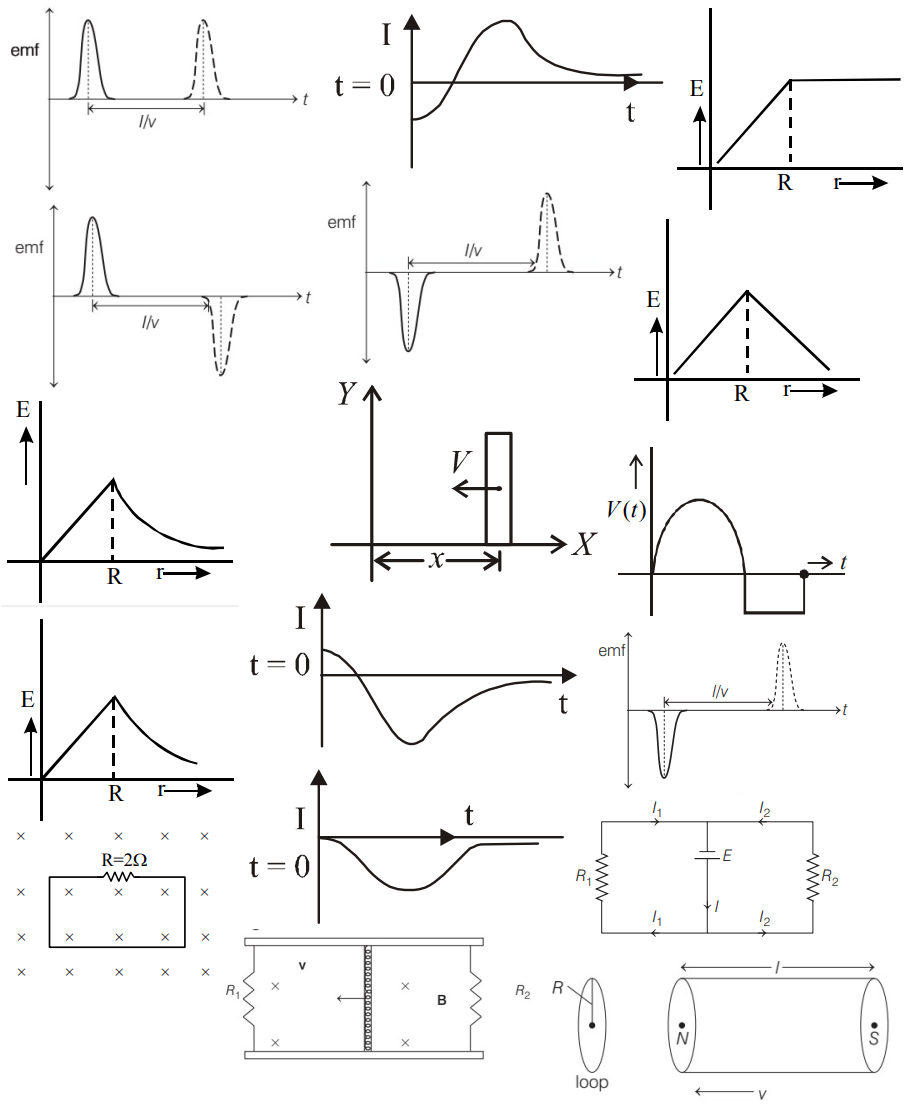 emf
t
l/v
I
t = 0
t
E
R
r
emf
t
l/v
emf
l/v
t
E
R
r
E
R
r
Y
V
X
x
V(t)
t
I
t = 0
t
emf
l/v
t
E
R
r
I
t
t = 0
× × × × ×
R=2Ω
× × × × ×
× × × × ×
× × × × ×
I₁ I₂
R₁ E R₂
I
I₁ I₂
v
R₁ × × B R₂
× ×
R
loop
l
N S
v